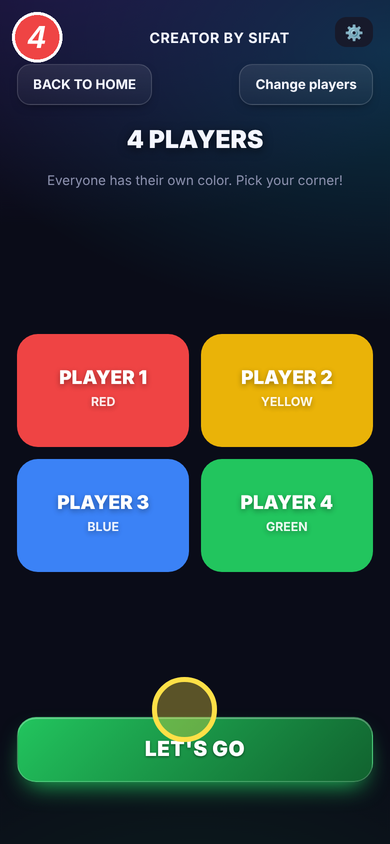 4
CREATOR BY SIFAT
BACK TO HOME
Change players
4 PLAYERS
Everyone has their own color. Pick your corner!
PLAYER 1
RED
PLAYER 2
YELLOW
PLAYER 3
BLUE
PLAYER 4
GREEN
LET'S GO